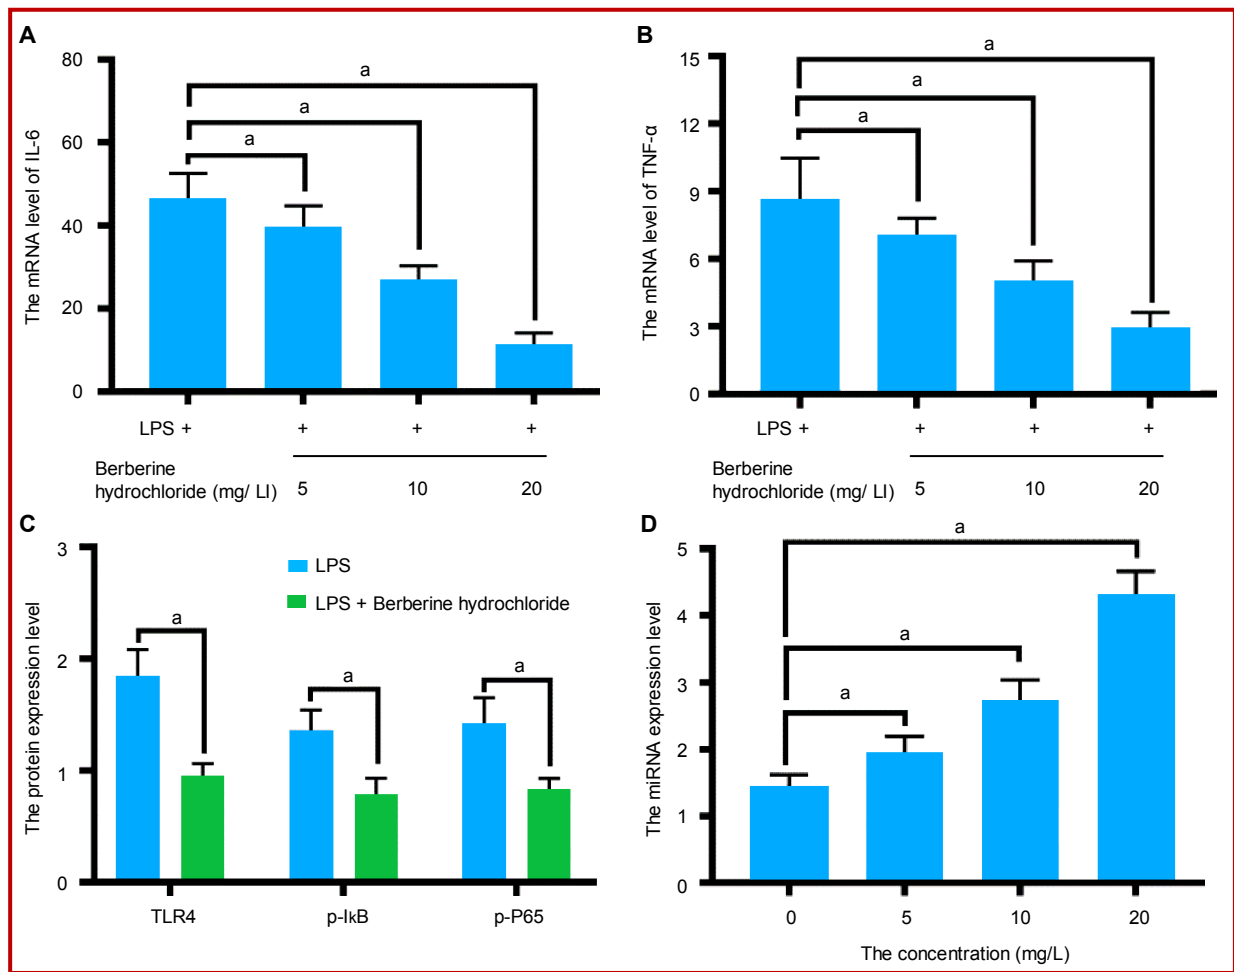 A
80
60
40
20
0
The mRNA level of IL-6
a
a
a
LPS + + + +
Berberine
hydrochloride (mg/ LI) 5 10 20
B
15
12
9
6
3
0
The mRNA level of TNF-α
a
a
a
LPS + + + +
Berberine
hydrochloride (mg/ LI) 5 10 20
C
3
2
1
0
The protein expression level
LPS
LPS + Berberine hydrochloride
a
a
a
TLR4 p-IkB p-P65
D
5
4
3
2
1
0
The miRNA expression level
a
a
a
0 5 10 20
The concentration (mg/L)